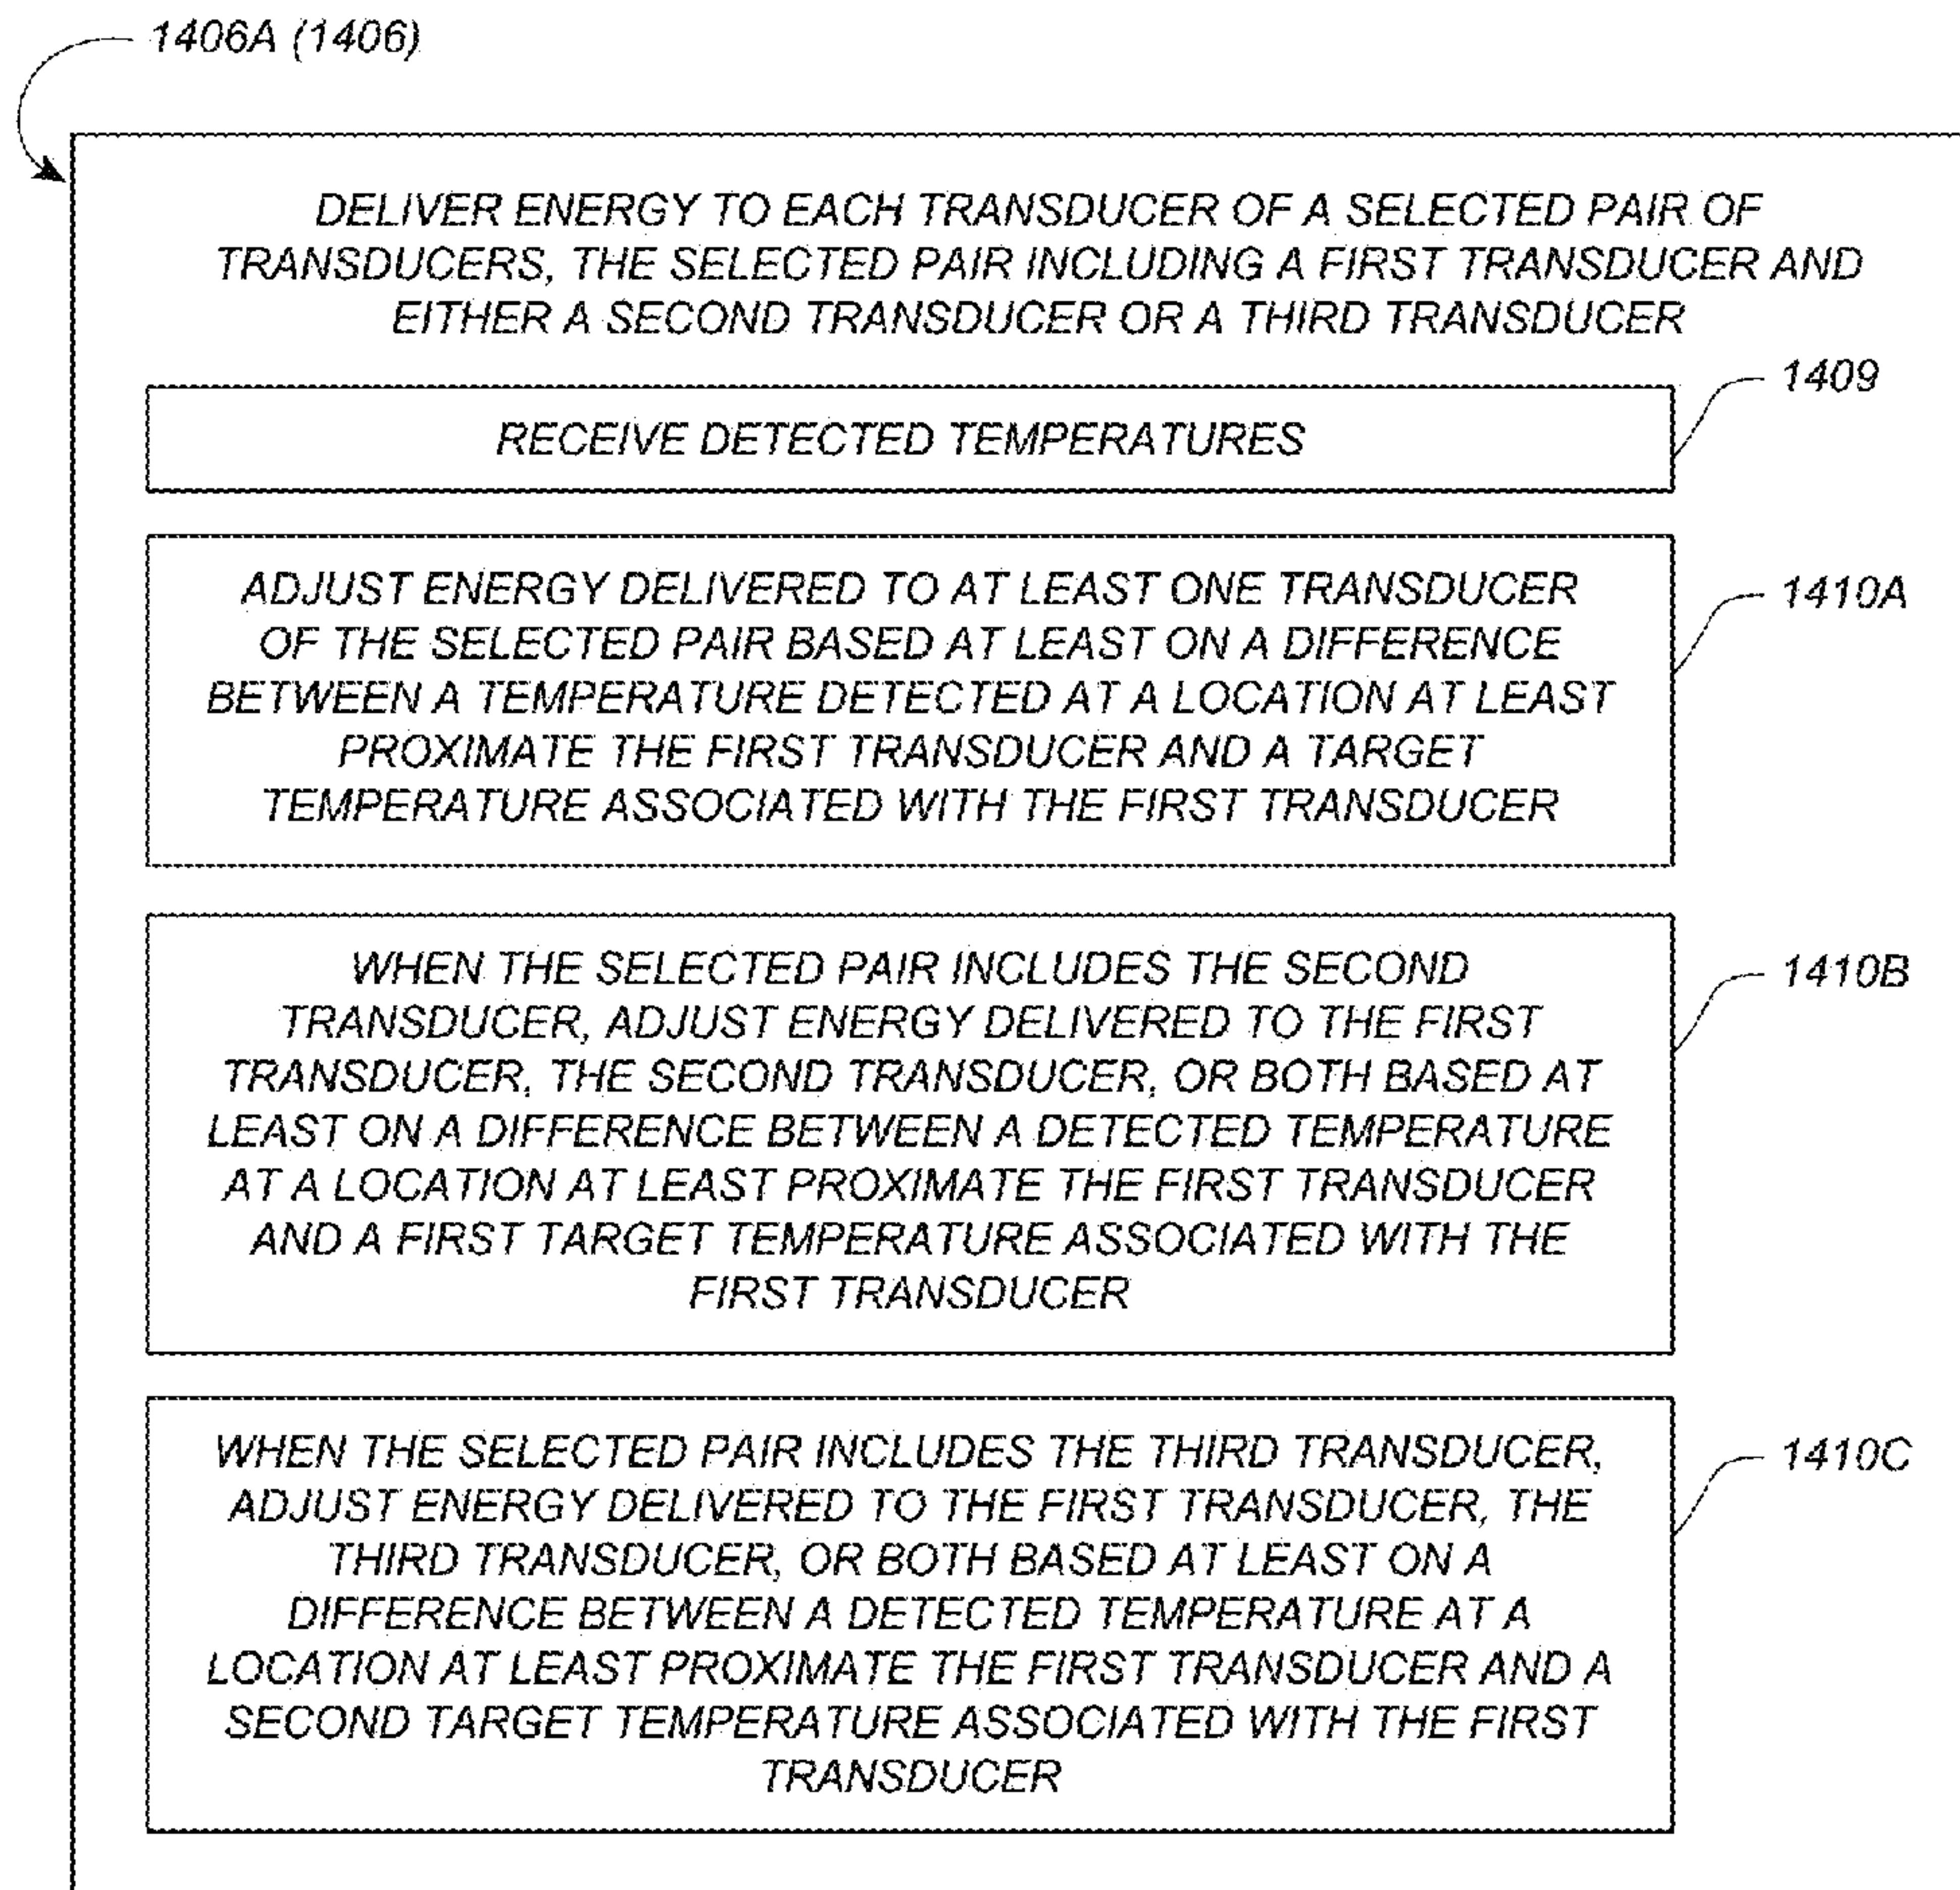 1406A (1406)
DELIVER ENERGY TO EACH TRANSDUCER OF A SELECTED PAIR OF
TRANSDUCERS, THE SELECTED PAIR INCLUDING A FIRST TRANSDUCER AND
EITHER A SECOND TRANSDUCER OR A THIRD TRANSDUCER
1409
RECEIVE DETECTED TEMPERATURES
ADJUST ENERGY DELIVERED TO AT LEAST ONE TRANSDUCER
1410A
OF THE SELECTED PAIR BASED AT LEAST ON A DIFFERENCE
BETWEEN A TEMPERATURE DETECTED AT A LOCATION AT LEAST
PROXIMATE THE FIRST TRANSDUCER AND A TARGET
TEMPERATURE ASSOCIATED WITH THE FIRST TRANSDUCER
WHEN THE SELECTED PAIR INCLUDES THE SECOND
1410B
TRANSDUCER, ADJUST ENERGY DELIVERED TO THE FIRST
TRANSDUCER, THE SECOND TRANSDUCER, OR BOTH BASED AT
LEAST ON A DIFFERENCE BETWEEN A DETECTED TEMPERATURE
AT A LOCATION AT LEAST PROXIMATE THE FIRST TRANSDUCER
AND A FIRST TARGET TEMPERATURE ASSOCIATED WITH THE
FIRST TRANSDUCER
WHEN THE SELECTED PAIR INCLUDES THE THIRD TRANSDUCER,
1410C
ADJUST ENERGY DELIVERED TO THE FIRST TRANSDUCER, THE
THIRD TRANSDUCER, OR BOTH BASED AT LEAST ON A
DIFFERENCE BETWEEN A DETECTED TEMPERATURE AT A
LOCATION AT LEAST PROXIMATE THE FIRST TRANSDUCER AND A
SECOND TARGET TEMPERATURE ASSOCIATED WITH THE FIRST
TRANSDUCER